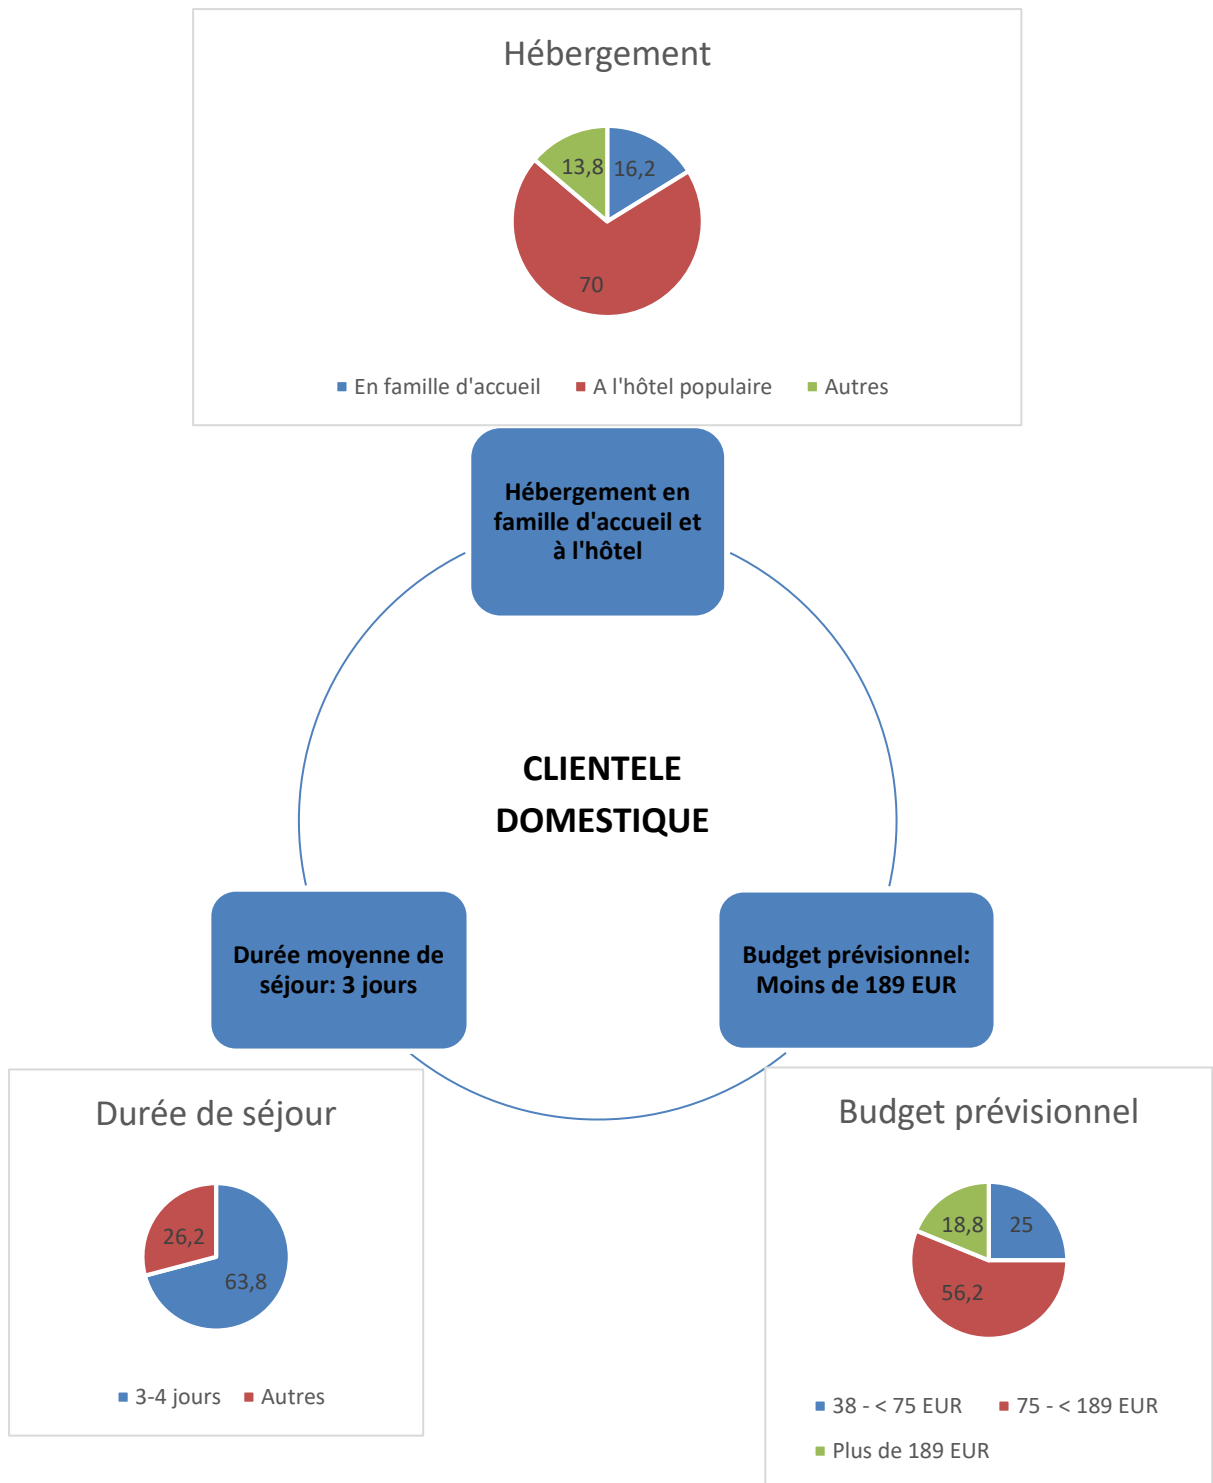 Hébergement
13,8
16,2
70
En famille d'accueil A l'hôtel populaire Autres
Hébergement en
famille d'accueil et
à l'hôtel
CLIENTELE
DOMESTIQUE
Durée moyenne de
séjour: 3 jours
Budget prévisionnel:
Moins de 189 EUR
Durée de séjour
26,2
63,8
3-4 jours Autres
Budget prévisionnel
18,8
25
56,2
38 - < 75 EUR 75 - < 189 EUR
Plus de 189 EUR